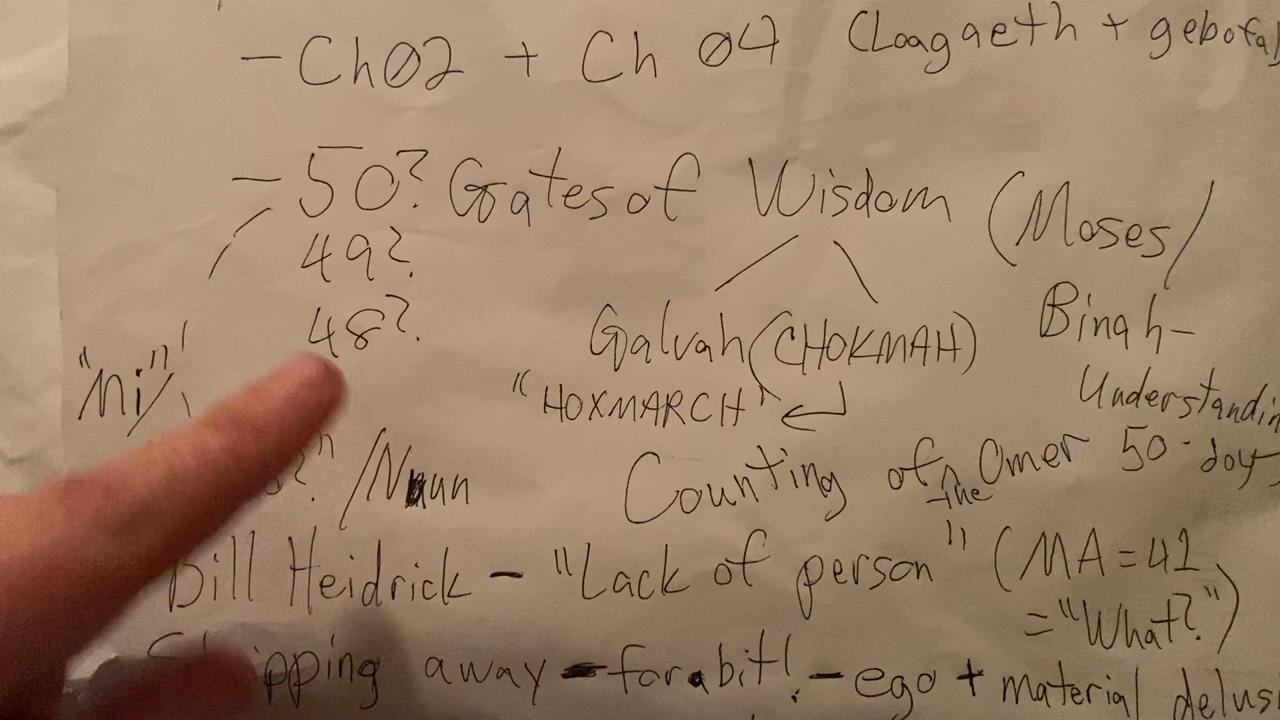 - Ch02 + Ch 04 (Loagaeth + gebofal
- 50? Gates of Wisdom (Moses/
49?
48?
Galvah (CHOKMAH) Binah-
"Mi" "HOXMARCH" Understandin
?" /Nuun Counting of the Omer 50-day
Bill Heidrick - "Lack of person" (MA = 41
= "What?")
pping away - for a bit! - ego + material delus